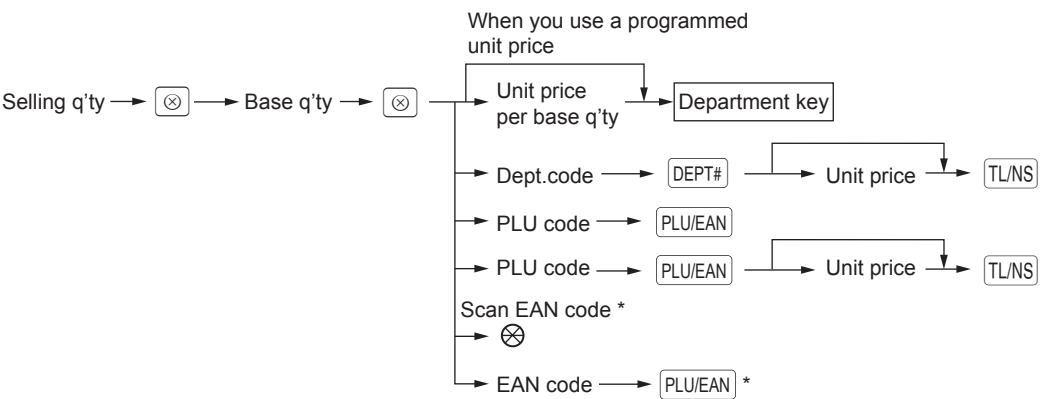 When you use a programmed
unit price
Selling q'ty ⊗ Base q'ty ⊗ Unit price
per base q'ty Department key
Dept.code DEPT# Unit price TL/NS
PLU code PLU/EAN
PLU code PLU/EAN Unit price TL/NS
Scan EAN code *
EAN code PLU/EAN *